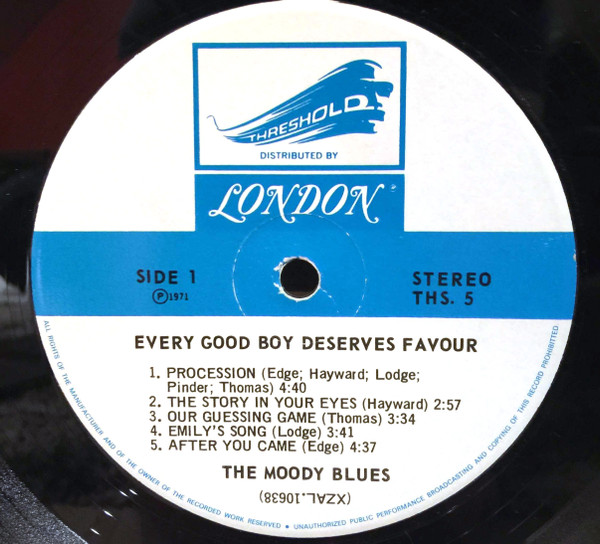 THRESHOLD
DISTRIBUTED BY
LONDON
SIDE 1
℗1971
STEREO
THS. 5
EVERY GOOD BOY DESERVES FAVOUR
1. PROCESSION (Edge; Hayward; Lodge;
Pinder; Thomas) 4:40
2. THE STORY IN YOUR EYES (Hayward) 2:57
3. OUR GUESSING GAME (Thomas) 3:34
4. EMILY'S SONG (Lodge) 3:41
5. AFTER YOU CAME (Edge) 4:37
THE MOODY BLUES
(XZAL.10638)
ALL RIGHTS OF THE MANUFACTURER AND OF THE OWNER OF THE RECORDED WORK RESERVED • UNAUTHORIZED PUBLIC PERFORMANCE BROADCASTING AND COPYING OF THIS RECORD PROHIBITED